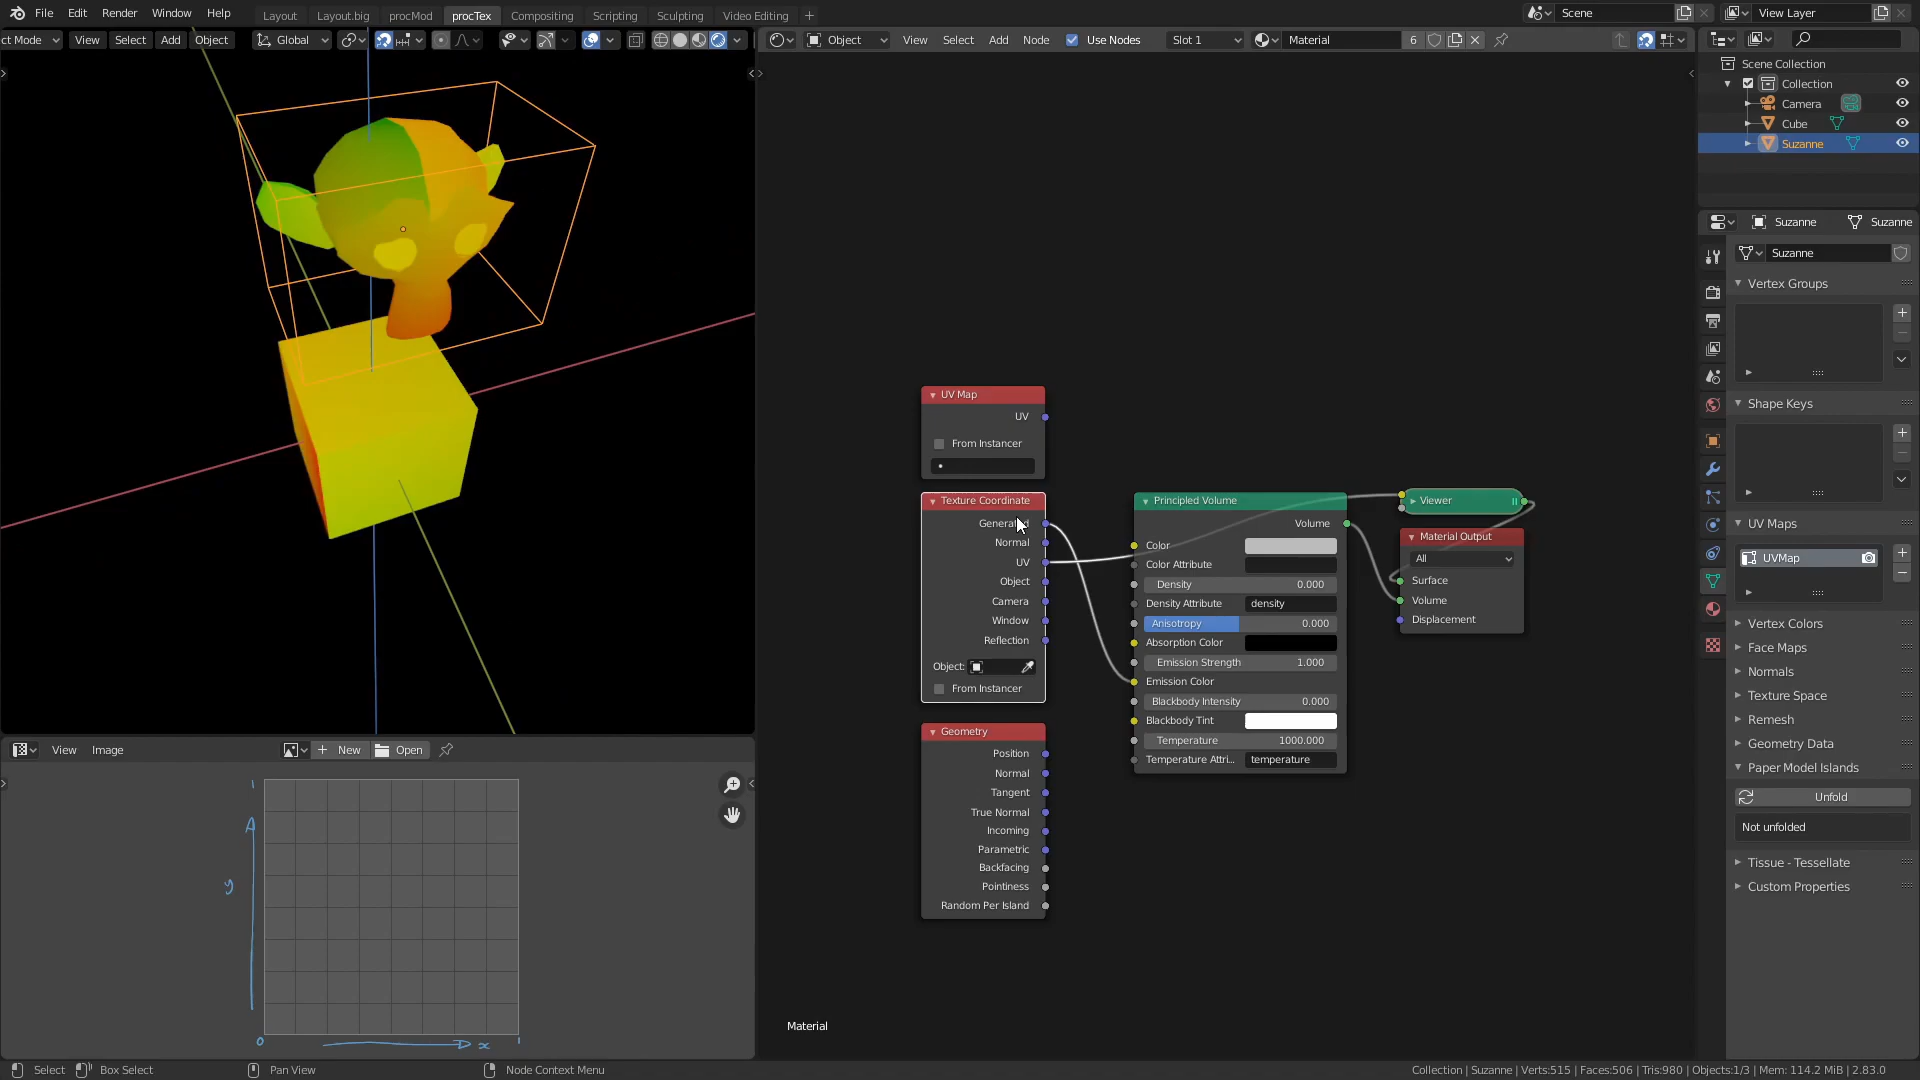 File Edit Render Window Help Layout Layout.big procMod procTex Compositing Scripting Sculpting Video Editing + Scene View Layer
ct Mode View Select Add Object Global
Object View Select Add Node Use Nodes Slot 1 Material 6
Scene Collection
Collection
Camera
Cube
Suzanne
Suzanne Suzanne
Suzanne
Vertex Groups
Shape Keys
UV Maps
UVMap
Vertex Colors
Face Maps
Normals
Texture Space
Remesh
Geometry Data
Paper Model Islands
Unfold
Not unfolded
Tissue - Tessellate
Custom Properties
UV Map
UV
From Instancer
Texture Coordinate
Generated
Normal
UV
Object
Camera
Window
Reflection
Object:
From Instancer
Geometry
Position
Normal
Tangent
True Normal
Incoming
Parametric
Backfacing
Pointiness
Random Per Island
Principled Volume
Volume
Color
Color Attribute
Density 0.000
Density Attribute density
Anisotropy 0.000
Absorption Color
Emission Strength 1.000
Emission Color
Blackbody Intensity 0.000
Blackbody Tint
Temperature 1000.000
Temperature Attri... temperature
Viewer
Material Output
All
Surface
Volume
Displacement
Material
View Image + New Open
1
y
0 x 1
Select Box Select Pan View Node Context Menu Collection | Suzanne | Verts:515 | Faces:506 | Tris:980 | Objects:1/3 | Mem: 114.2 MiB | 2.83.0